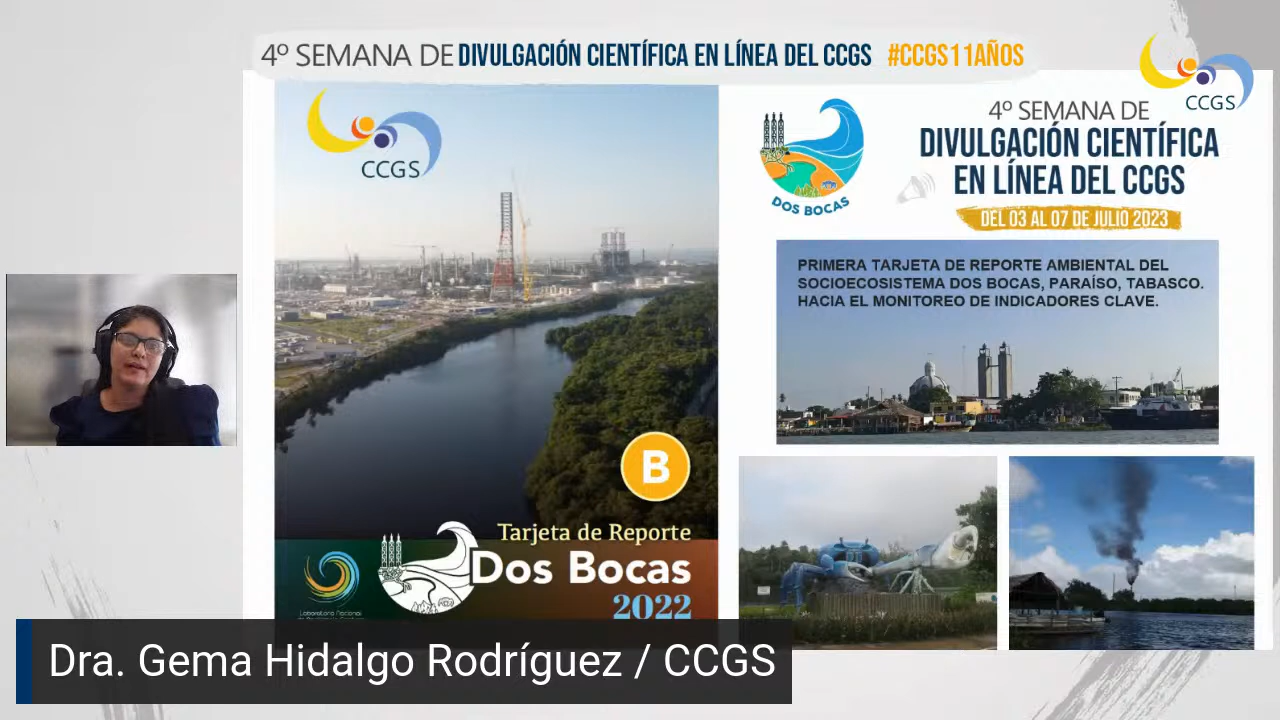 4º SEMANA DE DIVULGACIÓN CIENTÍFICA EN LÍNEA DEL CCGS #CCGS11AÑOS
CCGS
CCGS
DOS BOCAS
4º SEMANA DE
DIVULGACIÓN CIENTÍFICA
EN LÍNEA DEL CCGS
DEL 03 AL 07 DE JULIO 2023
PRIMERA TARJETA DE REPORTE AMBIENTAL DEL
SOCIOECOSISTEMA DOS BOCAS, PARAÍSO, TABASCO.
HACIA EL MONITOREO DE INDICADORES CLAVE.
B
Tarjeta de Reporte
Dos Bocas
2022
Laboratorio Nacional
Dra. Gema Hidalgo Rodríguez / CCGS